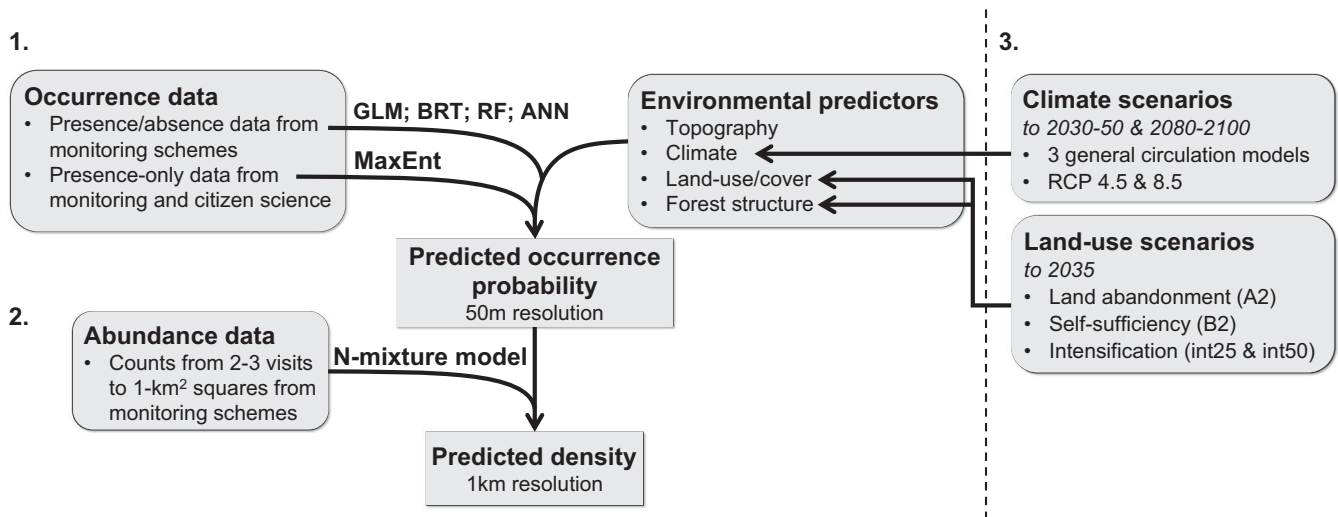 1.
Occurrence data
• Presence/absence data from
monitoring schemes
• Presence-only data from
monitoring and citizen science
GLM; BRT; RF; ANN
MaxEnt
Environmental predictors
• Topography
• Climate
• Land-use/cover
• Forest structure
Predicted occurrence
probability
50m resolution
2.
Abundance data
• Counts from 2-3 visits
to 1-km² squares from
monitoring schemes
N-mixture model
Predicted density
1km resolution
3.
Climate scenarios
to 2030-50 & 2080-2100
• 3 general circulation models
• RCP 4.5 & 8.5
Land-use scenarios
to 2035
• Land abandonment (A2)
• Self-sufficiency (B2)
• Intensification (int25 & int50)